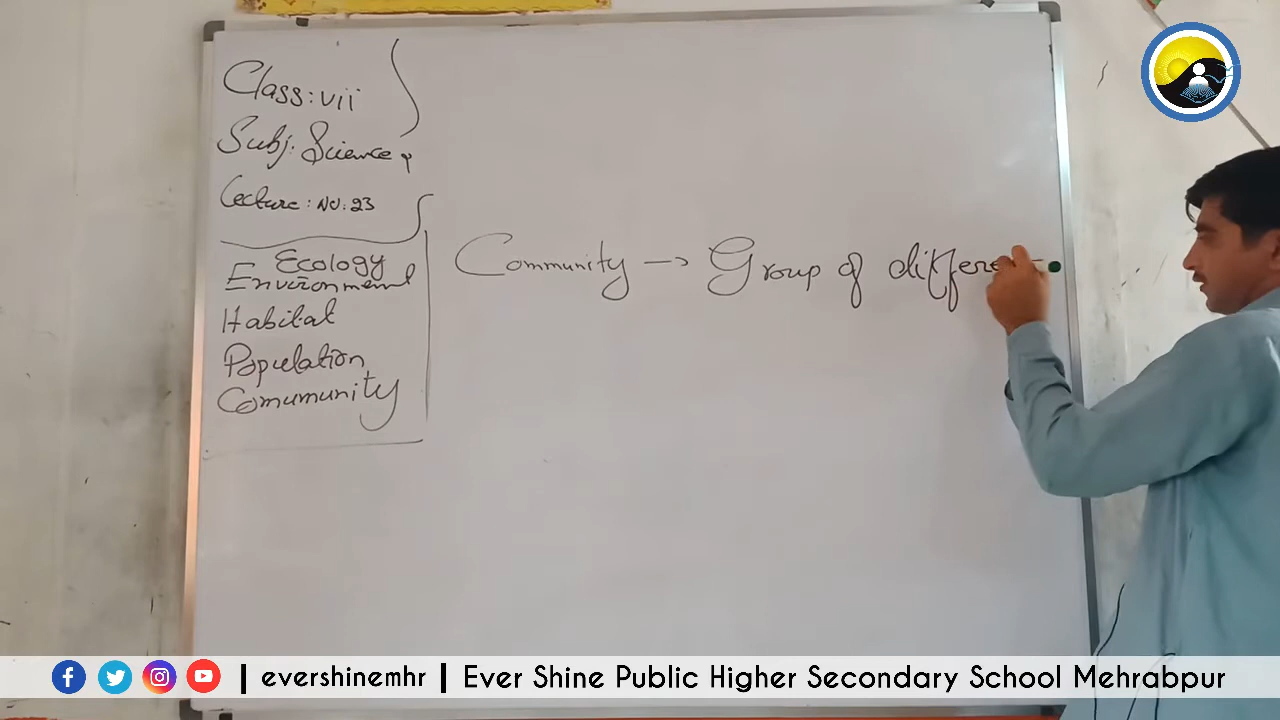 Class: vii
Subj: Science
Lecture: No: 23
Ecology
Environment
Habitat
Population
Comumunity
Community → Group of differe
| evershinemhr | Ever Shine Public Higher Secondary School Mehrabpur